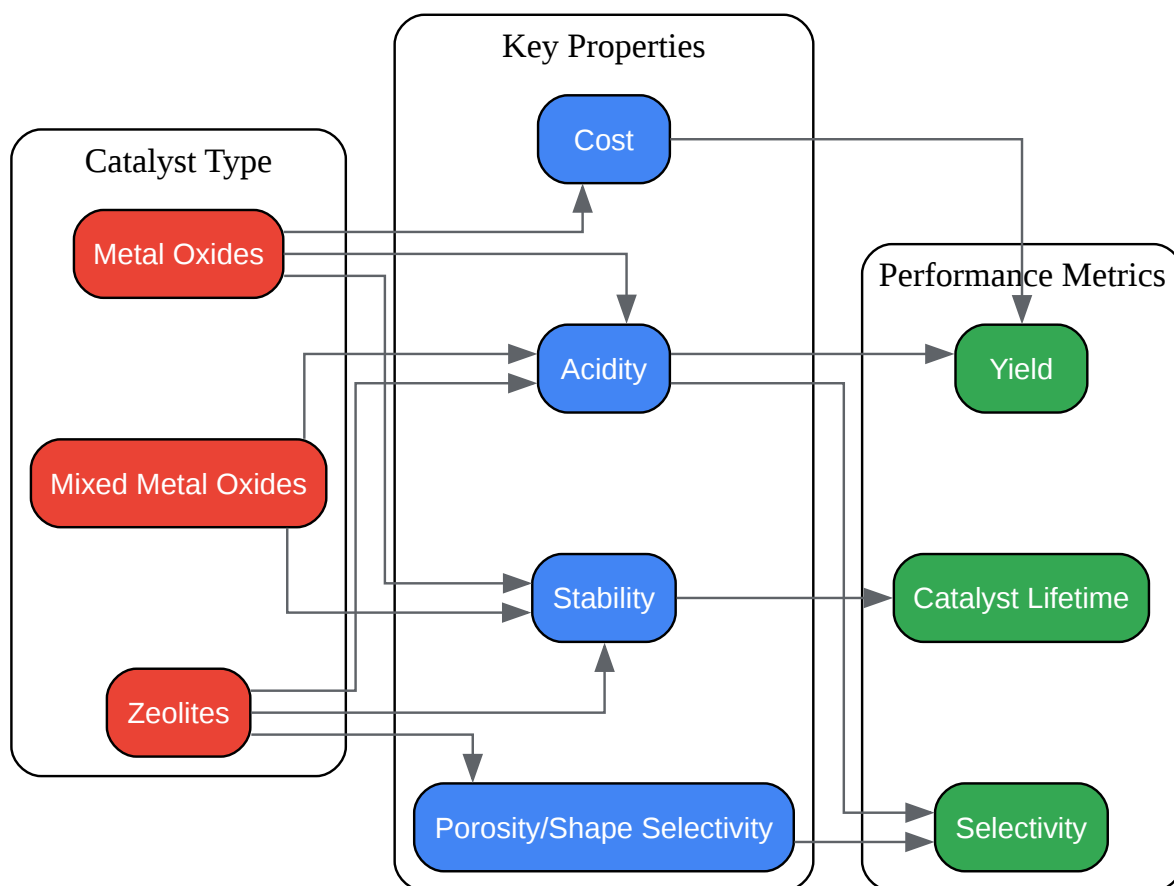 Catalyst Type
Metal Oxides
Mixed Metal Oxides
Zeolites
Key Properties
Cost
Acidity
Stability
Porosity/Shape Selectivity
Performance Metrics
Yield
Catalyst Lifetime
Selectivity